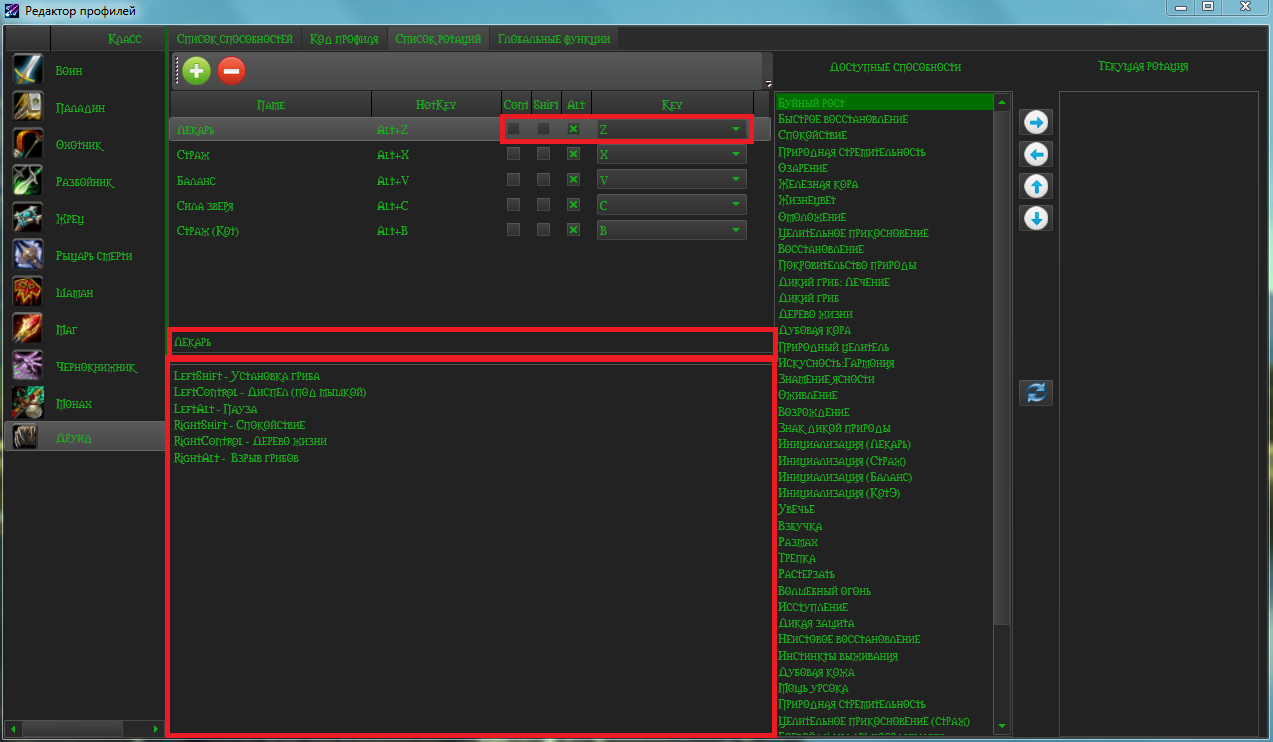 Редактор профилей
Класс
Воин
Паладин
Охотник
Разбойник
Жрец
Рыцарь смерти
Шаман
Маг
Чернокнижник
Монах
Друид
Список способностей
Код профиля
Список ротаций
Глобальные функции
Name HotKey Cont Shift Alt Key
Лекарь Alt+Z Z
Страж Alt+X X
Баланс Alt+V V
Сила зверя Alt+C C
Страж (Кот) Alt+B B
Лекарь
LeftShift - Установка гриба
LeftControl - Диспел (под мышкой)
LeftAlt - Пауза
RightShift - Спокойствие
RightControl - Дерево жизни
RightAlt - Взрыв грибов
Доступные способности
Буйный рост
Быстрое восстановление
Спокойствие
Природная стремительность
Озарение
Железная кора
Жизнецвет
Омоложение
Целительное прикосновение
Восстановление
Покровительство природы
Дикий гриб: Лечение
Дикий гриб
Дерево жизни
Дубовая кора
Природный целитель
Искусность:Гармония
Знамение ясности
Оживление
Возрождение
Знак дикой природы
Инициализация (Лекарь)
Инициализация (Страж)
Инициализация (Баланс)
Инициализация (КотЭ)
Увечье
Взбучка
Размах
Трепка
Растерзать
Волшебный огонь
Исступление
Дикая защита
Неистовое восстановление
Инстинкты выживания
Дубовая кожа
Мощь урсока
Природная стремительность
Целительное прикосновение (Страж)
Текущая ротация